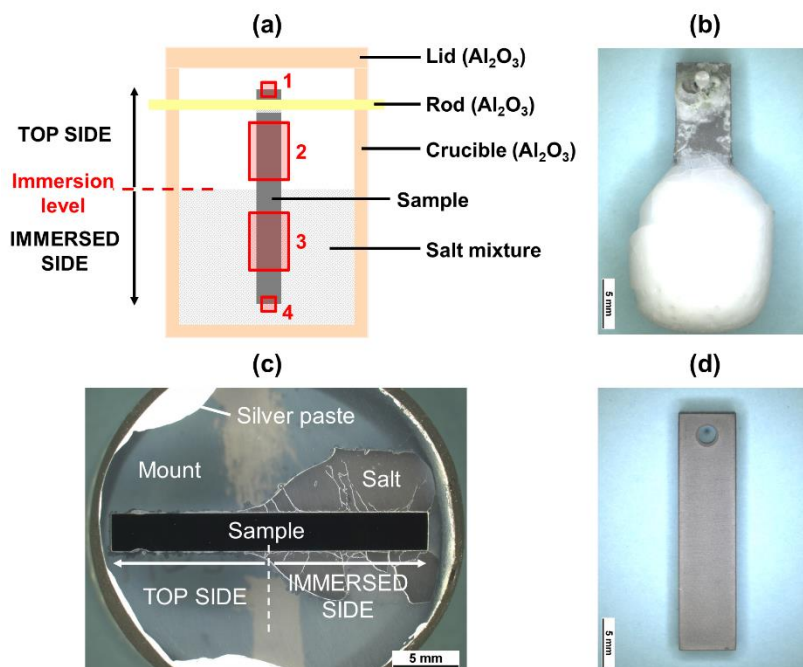 (a)
1
2
3
4
TOP SIDE
Immersion
level
IMMERSED
SIDE
Lid (Al₂O₃)
Rod (Al₂O₃)
Crucible (Al₂O₃)
Sample
Salt mixture
(b)
5 mm
(c)
Silver paste
Mount
Salt
Sample
TOP SIDE
IMMERSED
SIDE
5 mm
(d)
5 mm